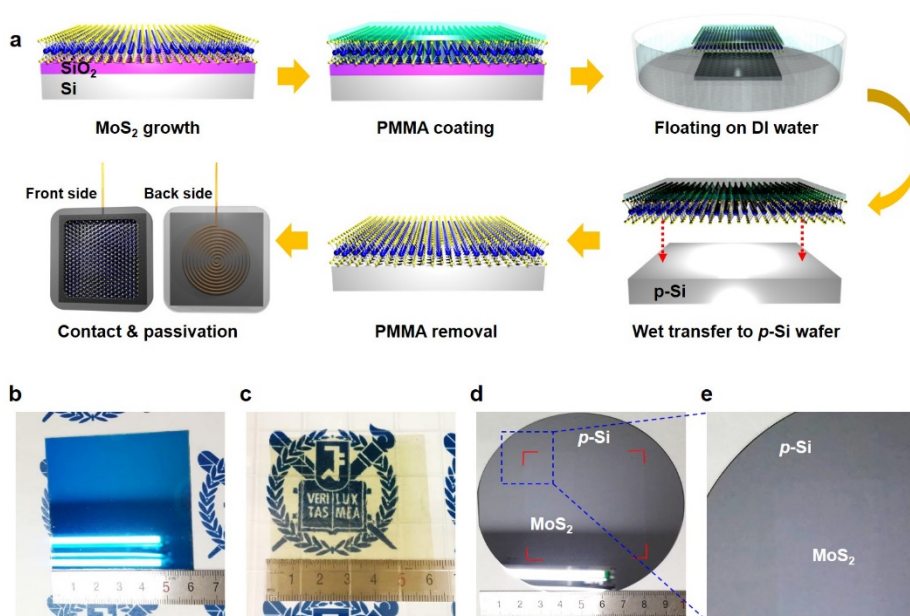 a
SiO2
Si
MoS2 growth
PMMA coating
Floating on DI water
Front side
Back side
p-Si
Contact & passivation
PMMA removal
Wet transfer to p-Si wafer
b
c
d
e
VERI LUX
TAS MEA
p-Si
MoS2
p-Si
MoS2
1 2 3 4 5 6 7
1 2 3 4 5 6
1 2 3 4 5 6 7 8 9